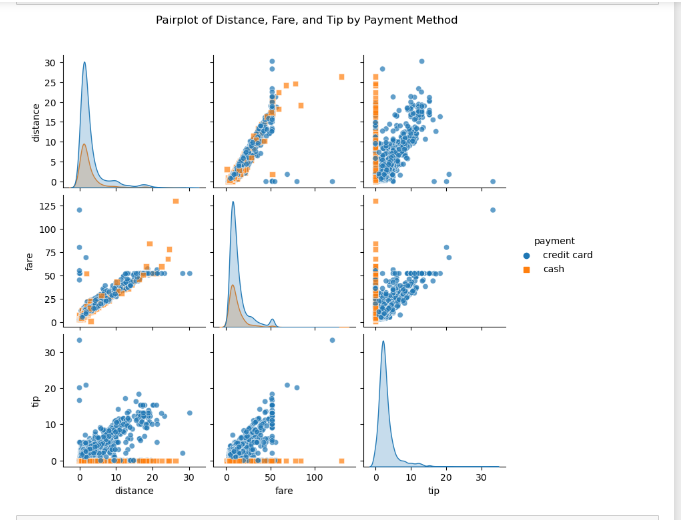 Pairplot of Distance, Fare, and Tip by Payment Method
30
25
20
15
10
5
0
distance
125
100
75
50
25
0
fare
payment
credit card
cash
30
20
10
0
tip
0 10 20 30
0 50 100
0 10 20 30
distance fare tip